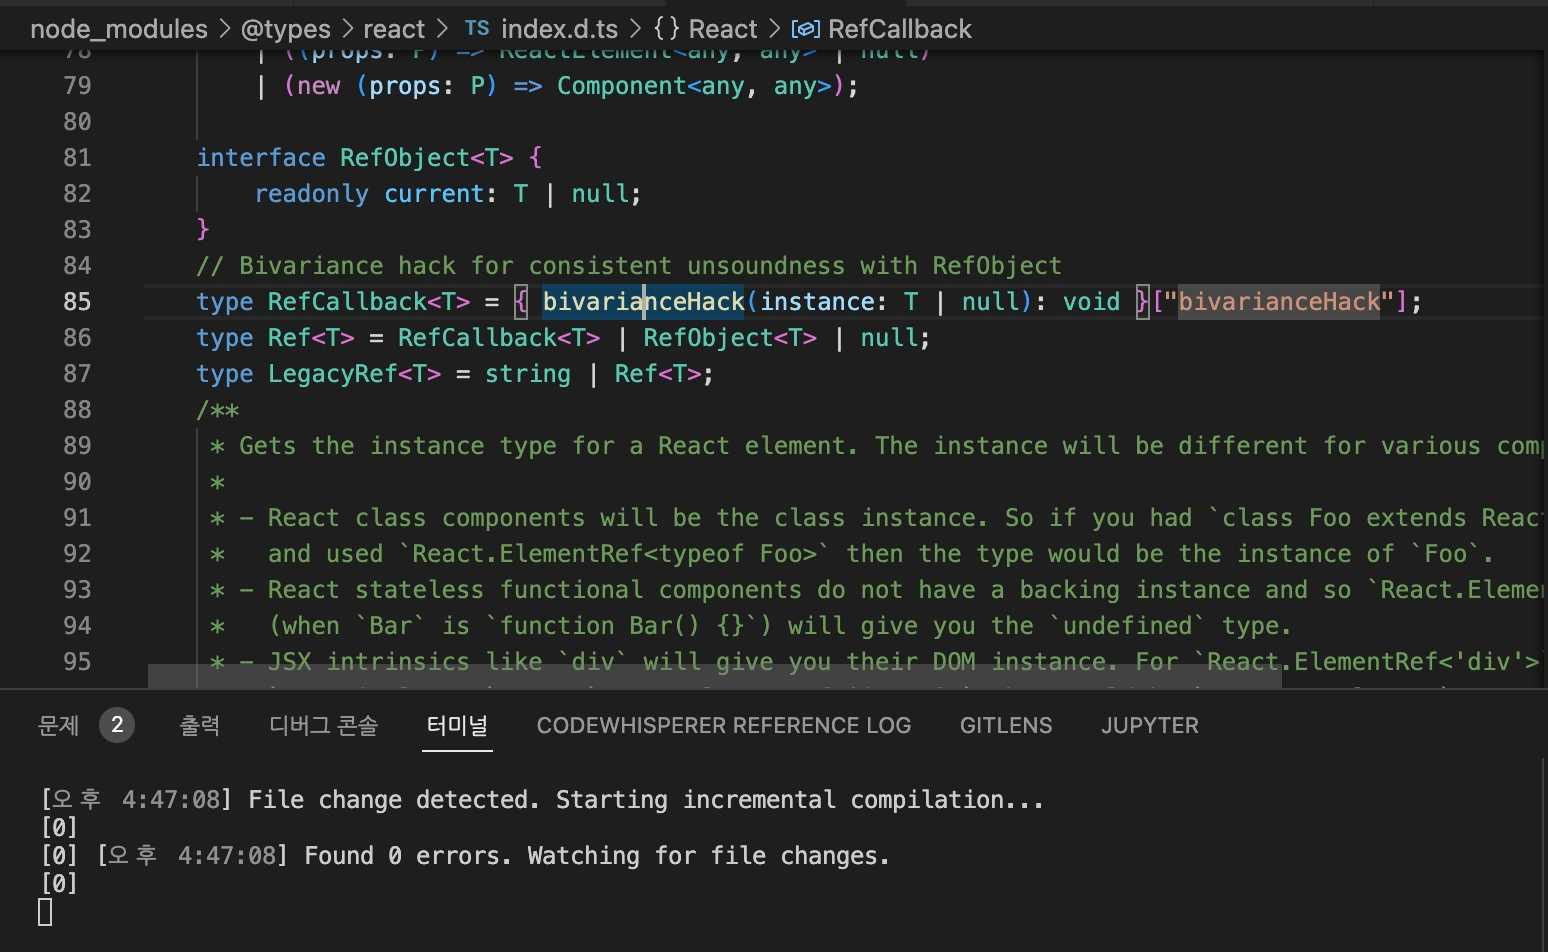 node_modules > @types > react > TS index.d.ts > {} React > RefCallback
78 | ((props: P) => ReactElement<any, any> | null)
79 | (new (props: P) => Component<any, any>);
80
81 interface RefObject<T> {
82 readonly current: T | null;
83 }
84 // Bivariance hack for consistent unsoundness with RefObject
85 type RefCallback<T> = { bivarianceHack(instance: T | null): void }["bivarianceHack"];
86 type Ref<T> = RefCallback<T> | RefObject<T> | null;
87 type LegacyRef<T> = string | Ref<T>;
88 /**
89 * Gets the instance type for a React element. The instance will be different for various com
90 *
91 * - React class components will be the class instance. So if you had `class Foo extends Reac
92 * and used `React.ElementRef<typeof Foo>` then the type would be the instance of `Foo`.
93 * - React stateless functional components do not have a backing instance and so `React.Eleme
94 * (when `Bar` is `function Bar() {}`) will give you the `undefined` type.
95 * - JSX intrinsics like `div` will give you their DOM instance. For `React.ElementRef<'div'>`
문제 2 출력 디버그 콘솔 터미널 CODEWHISPERER REFERENCE LOG GITLENS JUPYTER
[오후 4:47:08] File change detected. Starting incremental compilation...
[0]
[0] [오후 4:47:08] Found 0 errors. Watching for file changes.
[0]